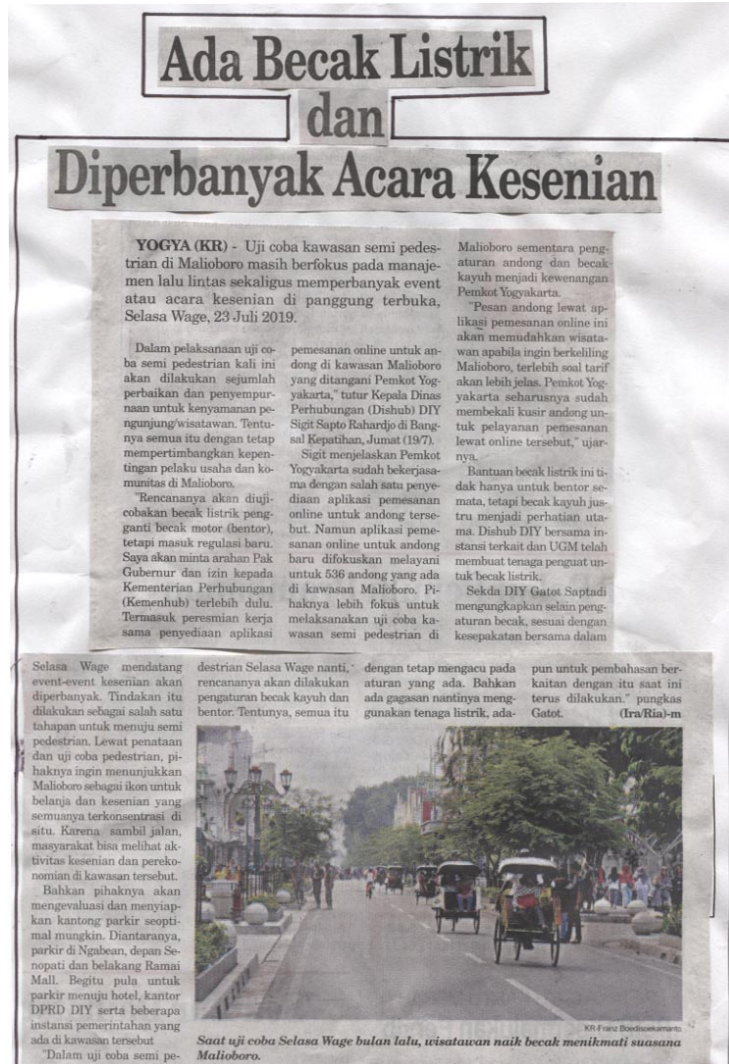 Ada Becak Listrik
dan
Diperbanyak Acara Kesenian
YOGYA (KR) - Uji coba kawasan semi pedes-
trian di Malioboro masih berfokus pada manaje-
men lalu lintas sekaligus memperbanyak event
atau acara kesenian di panggung terbuka,
Selasa Wage, 23 Juli 2019.
Dalam pelaksanaan uji co-
ba semi pedestrian kali ini
akan dilakukan sejumlah
perbaikan dan penyempur-
naan untuk kenyamanan pe-
ngunjung/wisatawan. Tentu-
nya semua itu dengan tetap
mempertimbangkan kepen-
tingan pelaku usaha dan ko-
munitas di Malioboro.
"Rencananya akan diuji-
cobakan becak listrik peng-
ganti becak motor (bentor),
tetapi masuk regulasi baru.
Saya akan minta arahan Pak
Gubernur dan izin kepada
Kementerian Perhubungan
(Kemenhub) terlebih dulu.
Termasuk peresmian kerja
sama penyediaan aplikasi
pemesanan online untuk an-
dong di kawasan Malioboro
yang ditangani Pemkot Yog-
yakarta," tutur Kepala Dinas
Perhubungan (Dishub) DIY
Sigit Sapto Rahardjo di Bang-
sal Kepatihan, Jumat (19/7).
Sigit menjelaskan Pemkot
Yogyakarta sudah bekerjasa-
ma dengan salah satu penye-
diaan aplikasi pemesanan
online untuk andong terse-
but. Namun aplikasi peme-
sanan online untuk andong
baru difokuskan melayani
untuk 536 andong yang ada
di kawasan Malioboro. Pi-
haknya lebih fokus untuk
melaksanakan uji coba ka-
wasan semi pedestrian di
Malioboro sementara peng-
aturan andong dan becak
kayuh menjadi kewenangan
Pemkot Yogyakarta.
"Pesan andong lewat ap-
likasi pemesanan online ini
akan memudahkan wisata-
wan apabila ingin berkeliling
Malioboro, terlebih soal tarif
akan lebih jelas. Pemkot Yog-
yakarta seharusnya sudah
membekali kusir andong un-
tuk pelayanan pemesanan
lewat online tersebut," ujar-
nya.
Bantuan becak listrik ini ti-
dak hanya untuk bentor se-
mata, tetapi becak kayuh jus-
tru menjadi perhatian uta-
ma. Dishub DIY bersama in-
stansi terkait dan UGM telah
membuat tenaga penguat un-
tuk becak listrik.
Sekda DIY Gatot Saptadi
mengungkapkan selain peng-
aturan becak, sesuai dengan
kesepakatan bersama dalam
Selasa Wage mendatang
event-event kesenian akan
diperbanyak. Tindakan itu
dilakukan sebagai salah satu
tahapan untuk menuju semi
pedestrian. Lewat penataan
dan uji coba pedestrian, pi-
haknya ingin menunjukkan
Malioboro sebagai ikon untuk
belanja dan kesenian yang
semuanya terkonsentrasi di
situ. Karena sambil jalan,
masyarakat bisa melihat ak-
tivitas kesenian dan pereko-
nomian di kawasan tersebut.
Bahkan pihaknya akan
mengevaluasi dan menyiap-
kan kantong parkir seopti-
mal mungkin. Diantaranya,
parkir di Ngabean, depan Se-
nopati dan belakang Ramai
Mall. Begitu pula untuk
parkir menuju hotel, kantor
DPRD DIY serta beberapa
instansi pemerintahan yang
ada di kawasan tersebut
"Dalam uji coba semi pe-
destrian Selasa Wage nanti,
rencananya akan dilakukan
pengaturan becak kayuh dan
bentor. Tentunya, semua itu
dengan tetap mengacu pada
aturan yang ada. Bahkan
ada gagasan nantinya meng-
gunakan tenaga listrik, ada-
pun untuk pembahasan ber-
kaitan dengan itu saat ini
terus dilakukan." pungkas
Gatot. (Ira/Ria)-m
KR-Franz Boedisoekarnanto
Saat uji coba Selasa Wage bulan lalu, wisatawan naik becak menikmati suasana
Malioboro.